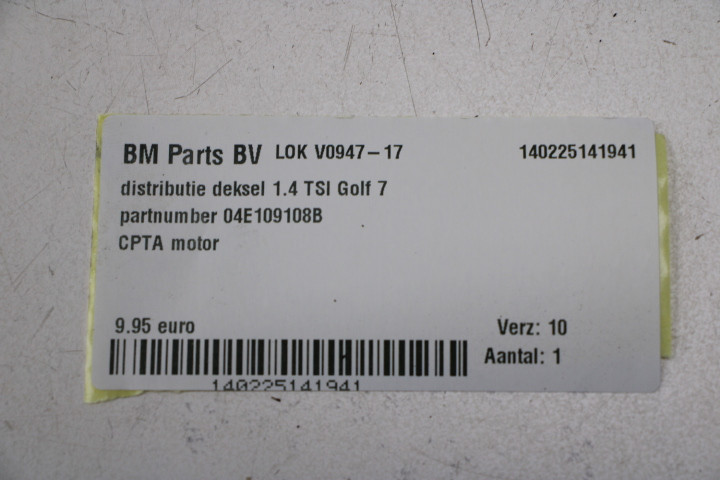 BM Parts BV LOK V0947-17 140225141941
distributie deksel 1.4 TSI Golf 7
partnumber 04E109108B
CPTA motor
9.95 euro Verz: 10
Aantal: 1
140225141941